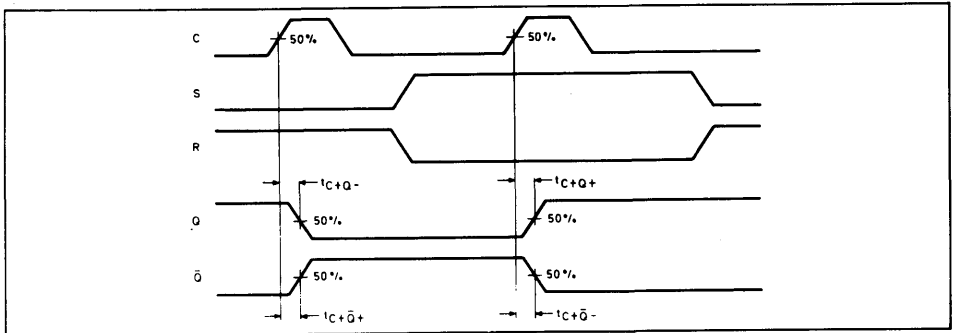 C 50% 50%
S
R
tC+Q- tC+Q+
Q 50% 50%
Q̄ 50% 50%
tC+Q̄+ tC+Q̄-